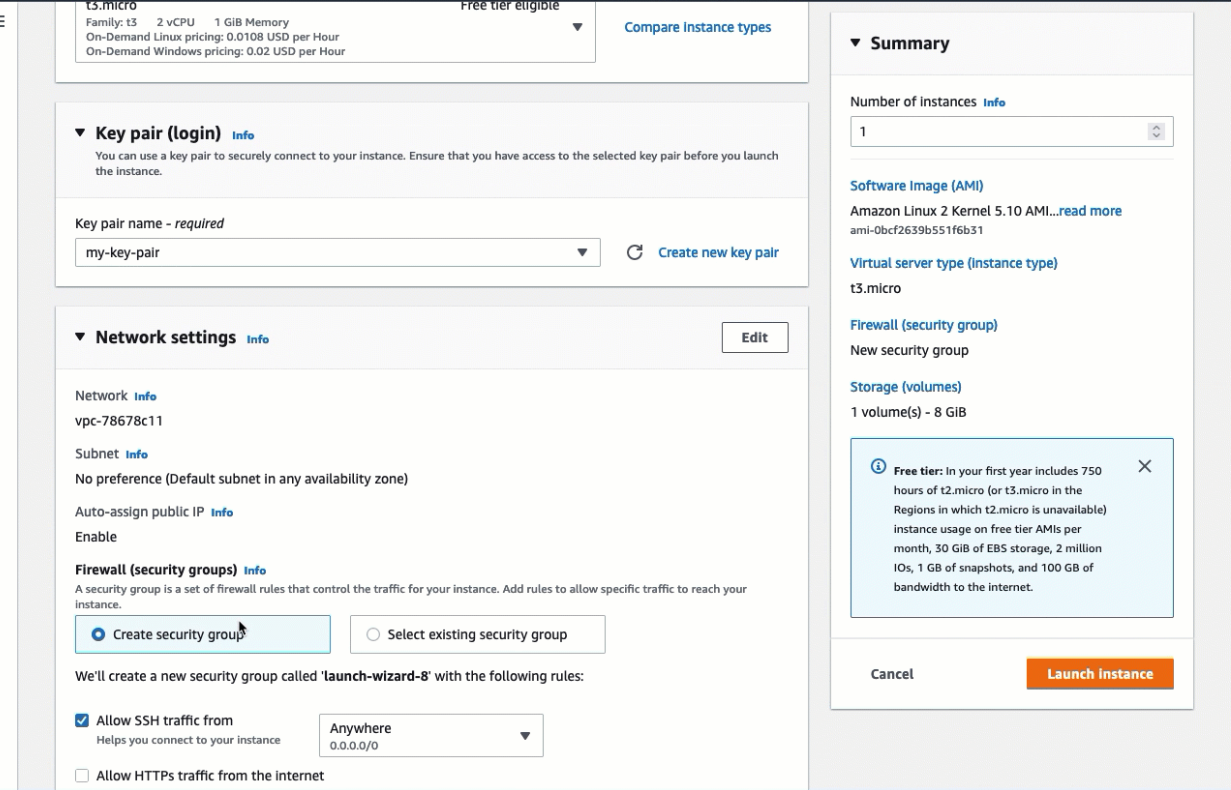 t3.micro
Free tier eligible
Family: t3 2 vCPU 1 GiB Memory
On-Demand Linux pricing: 0.0108 USD per Hour
On-Demand Windows pricing: 0.02 USD per Hour
Compare instance types
Key pair (login) Info
You can use a key pair to securely connect to your instance. Ensure that you have access to the selected key pair before you launch
the instance.
Key pair name - required
my-key-pair
Create new key pair
Network settings Info
Edit
Network Info
vpc-78678c11
Subnet Info
No preference (Default subnet in any availability zone)
Auto-assign public IP Info
Enable
Firewall (security groups) Info
A security group is a set of firewall rules that control the traffic for your instance. Add rules to allow specific traffic to reach your
instance.
Create security group
Select existing security group
We'll create a new security group called 'launch-wizard-8' with the following rules:
Allow SSH traffic from
Helps you connect to your instance
Anywhere
0.0.0.0/0
Allow HTTPs traffic from the internet
Summary
Number of instances Info
1
Software Image (AMI)
Amazon Linux 2 Kernel 5.10 AMI...read more
ami-0bcf2639b551f6b31
Virtual server type (instance type)
t3.micro
Firewall (security group)
New security group
Storage (volumes)
1 volume(s) - 8 GiB
Free tier: In your first year includes 750
hours of t2.micro (or t3.micro in the
Regions in which t2.micro is unavailable)
instance usage on free tier AMIs per
month, 30 GiB of EBS storage, 2 million
IOs, 1 GB of snapshots, and 100 GB of
bandwidth to the internet.
Cancel
Launch instance